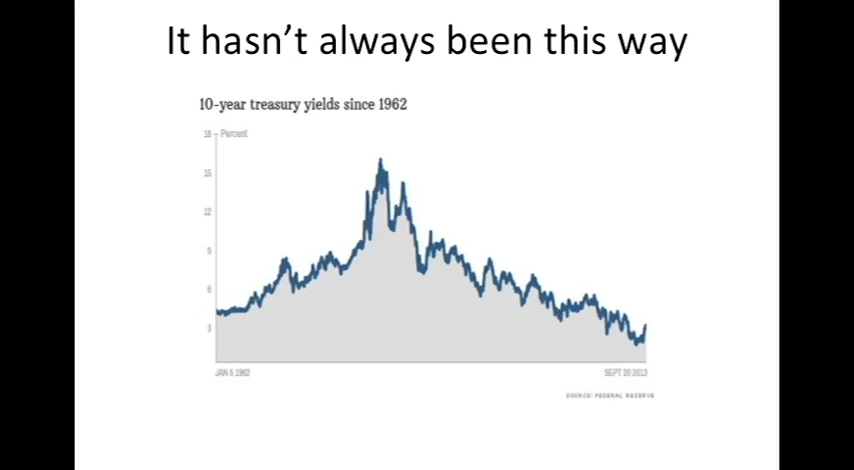 It hasn't always been this way
10-year treasury yields since 1962
18 Percent
15
12
9
6
3
JAN 5 1962 SEPT 20 2013
SOURCE: FEDERAL RESERVE